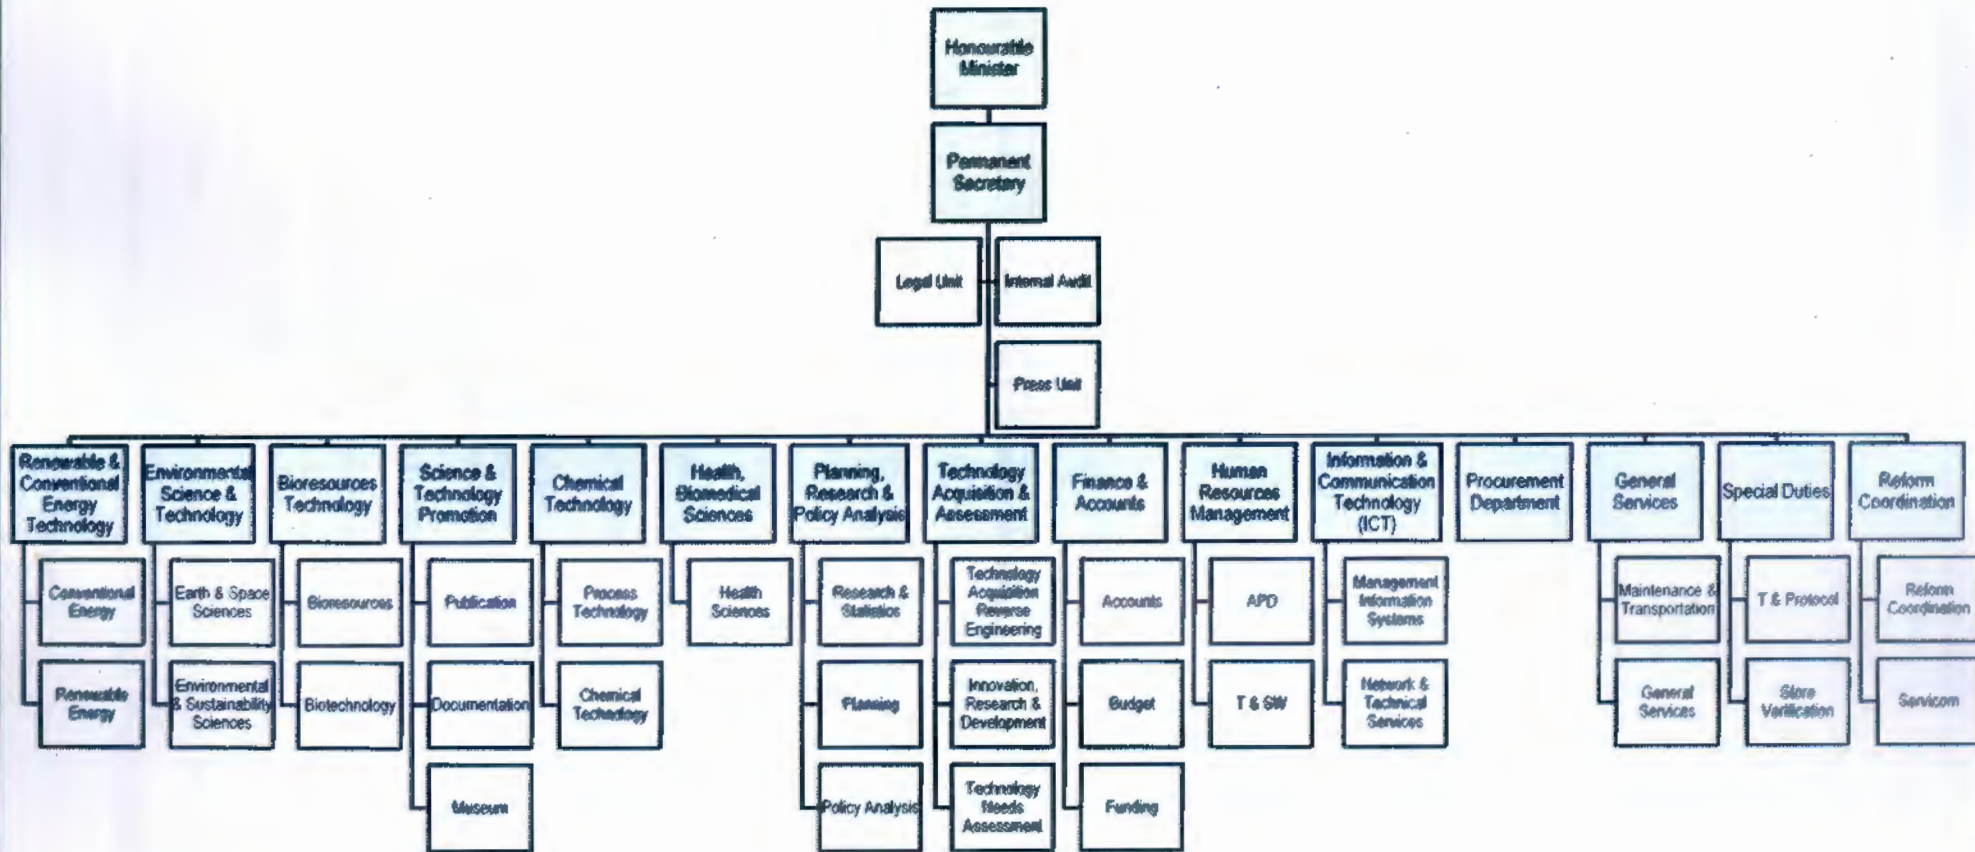 Honourable
Minister
Permanent
Secretary
Legal Unit
Internal Audit
Press Unit
Renewable &
Conventional
Energy
Technology
Environmental
Science &
Technology
Bioresources
Technology
Science &
Technology
Promotion
Chemical
Technology
Health,
Biomedical
Sciences
Planning,
Research &
Policy Analysis
Technology
Acquisition &
Assessment
Finance &
Accounts
Human
Resources
Management
Information &
Communication
Technology
(ICT)
Procurement
Department
General
Services
Special Duties
Reform
Coordination
Conventional
Energy
Earth & Space
Sciences
Bioresources
Publication
Process
Technology
Health
Sciences
Research &
Statistics
Technology
Acquisition
Reverse
Engineering
Accounts
APD
Management
Information
Systems
Maintenance &
Transportation
T & Protocol
Reform
Coordination
Renewable
Energy
Environmental
& Sustainability
Sciences
Biotechnology
Documentation
Chemical
Technology
Planning
Innovation,
Research &
Development
Budget
T & SW
Network &
Technical
Services
General
Services
Store
Verification
Servicom
Museum
Policy Analysis
Technology
Needs
Assessment
Funding